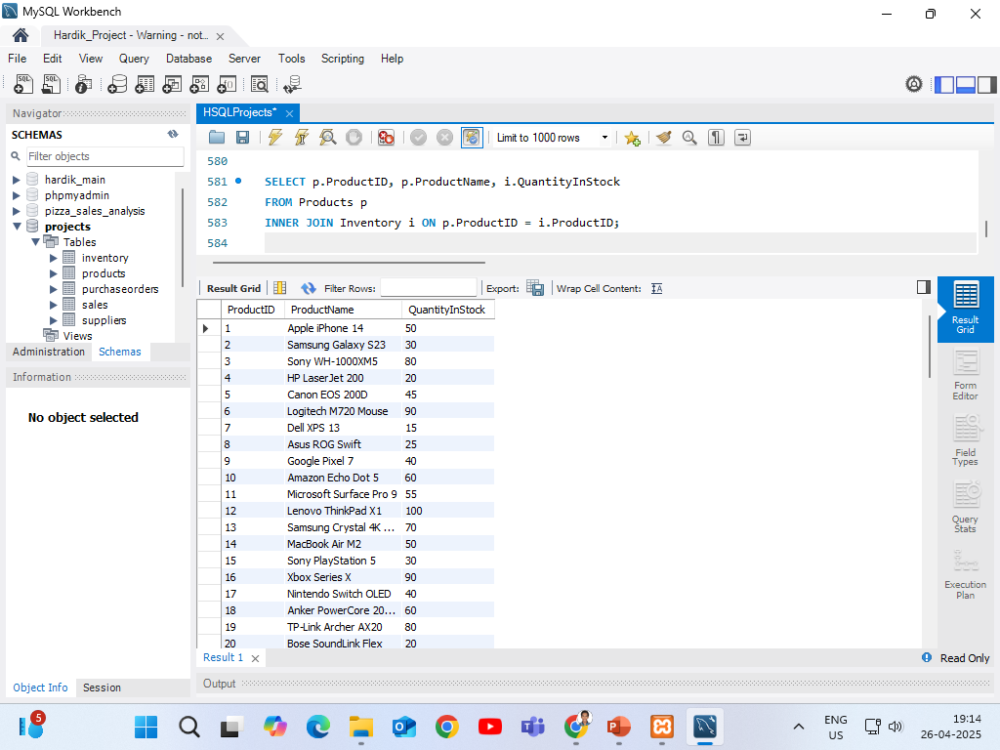 MySQL Workbench
Hardik_Project - Warning - not...
File Edit View Query Database Server Tools Scripting Help
Navigator
SCHEMAS
Filter objects
hardik_main
phpmyadmin
pizza_sales_analysis
projects
Tables
inventory
products
purchaseorders
sales
suppliers
Views
Administration Schemas
Information
No object selected
Object Info Session
HSQLProjects*
Limit to 1000 rows
580
581 SELECT p.ProductID, p.ProductName, i.QuantityInStock
582 FROM Products p
583 INNER JOIN Inventory i ON p.ProductID = i.ProductID;
584
Result Grid Filter Rows: Export: Wrap Cell Content:
ProductID ProductName QuantityInStock
1 Apple iPhone 14 50
2 Samsung Galaxy S23 30
3 Sony WH-1000XM5 80
4 HP LaserJet 200 20
5 Canon EOS 200D 45
6 Logitech M720 Mouse 90
7 Dell XPS 13 15
8 Asus ROG Swift 25
9 Google Pixel 7 40
10 Amazon Echo Dot 5 60
11 Microsoft Surface Pro 9 55
12 Lenovo ThinkPad X1 100
13 Samsung Crystal 4K ... 70
14 MacBook Air M2 50
15 Sony PlayStation 5 30
16 Xbox Series X 90
17 Nintendo Switch OLED 40
18 Anker PowerCore 20... 60
19 TP-Link Archer AX20 80
20 Bose SoundLink Flex 20
Result Grid
Form Editor
Field Types
Query Stats
Execution Plan
Result 1
Read Only
Output
5
ENG
US
19:14
26-04-2025